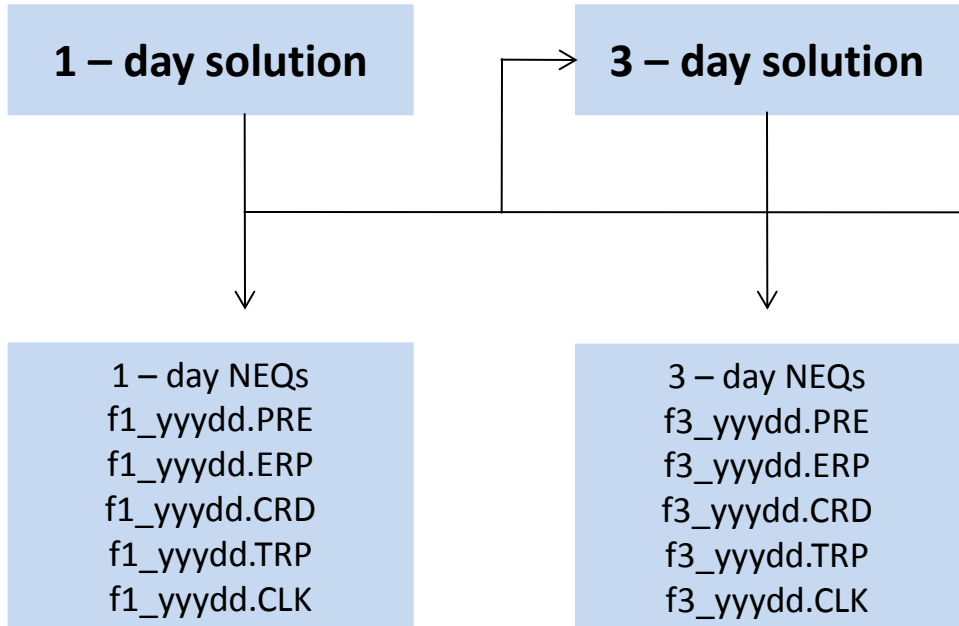 1 – day solution
3 – day solution
1 – day NEQs
f1_yyydd.PRE
f1_yyydd.ERP
f1_yyydd.CRD
f1_yyydd.TRP
f1_yyydd.CLK
3 – day NEQs
f3_yyydd.PRE
f3_yyydd.ERP
f3_yyydd.CRD
f3_yyydd.TRP
f3_yyydd.CLK